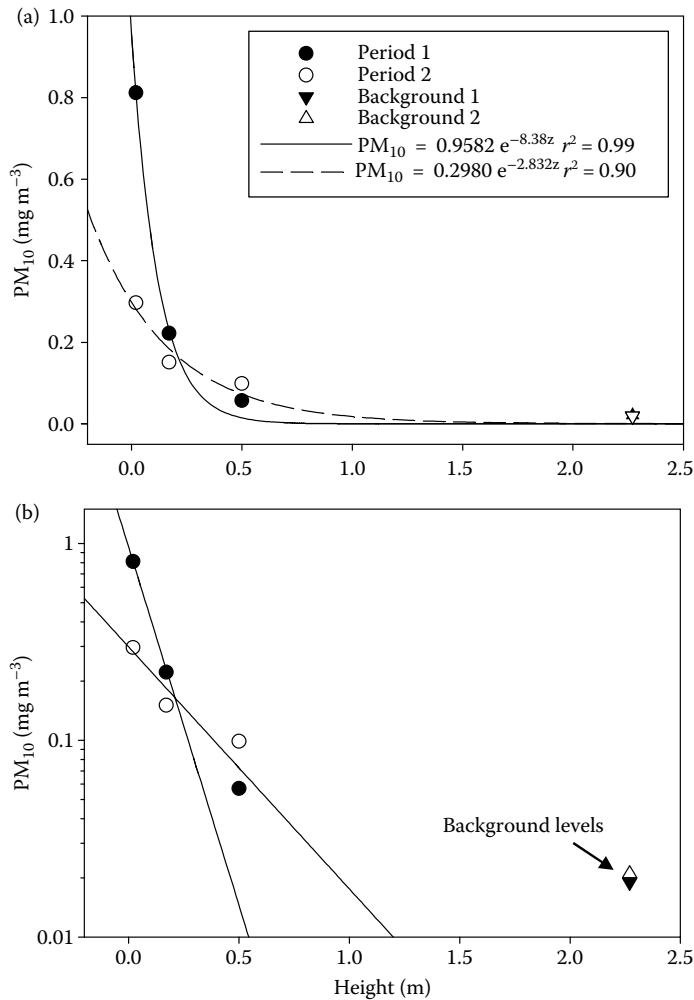 (a)
1.0
0.8
0.6
0.4
0.2
0.0
PM10 (mg m−3)
Period 1
Period 2
Background 1
Background 2
PM10 = 0.9582 e−8.38z r2 = 0.99
PM10 = 0.2980 e−2.832z r2 = 0.90
0.0 0.5 1.0 1.5 2.0 2.5
(b)
1
0.1
0.01
PM10 (mg m−3)
Background levels
0.0 0.5 1.0 1.5 2.0 2.5
Height (m)